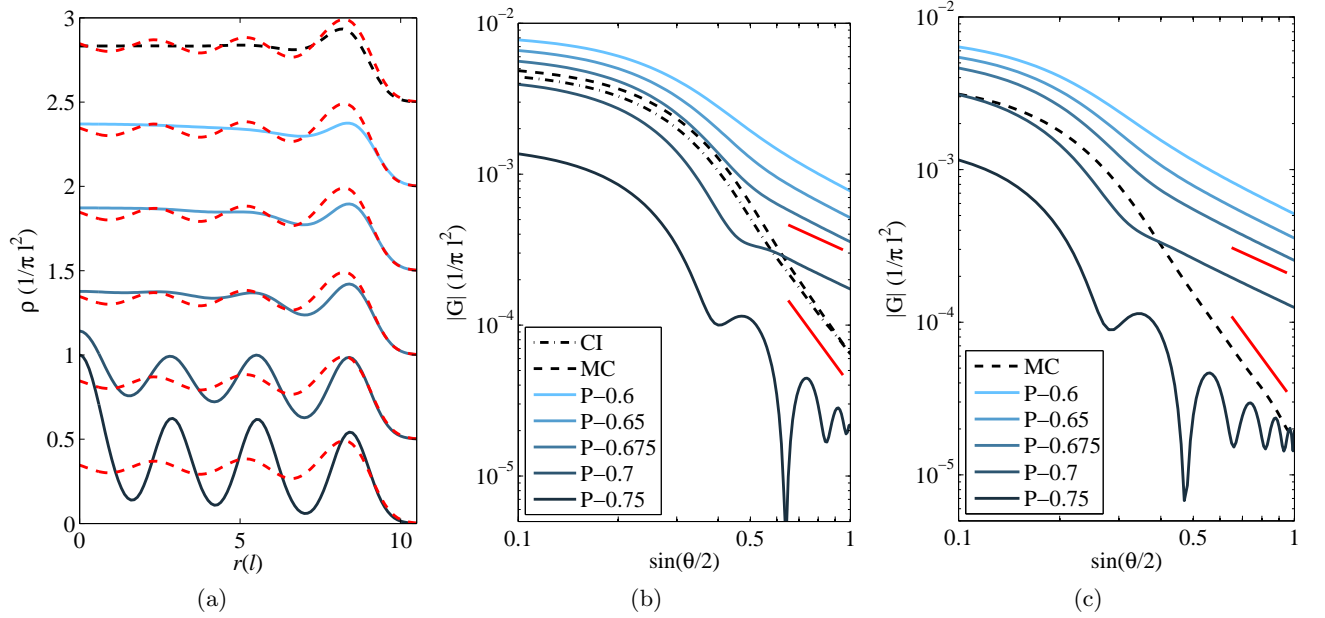 3
2.5
2
1.5
1
0.5
0
ρ (1/π l²)
0
5
10
r(l)
(a)
10⁻²
10⁻³
10⁻⁴
10⁻⁵
|G| (1/π l²)
CI
MC
P−0.6
P−0.65
P−0.675
P−0.7
P−0.75
0.1
0.5
1
sin(θ/2)
(b)
10⁻²
10⁻³
10⁻⁴
10⁻⁵
|G| (1/π l²)
MC
P−0.6
P−0.65
P−0.675
P−0.7
P−0.75
0.1
0.5
1
sin(θ/2)
(c)